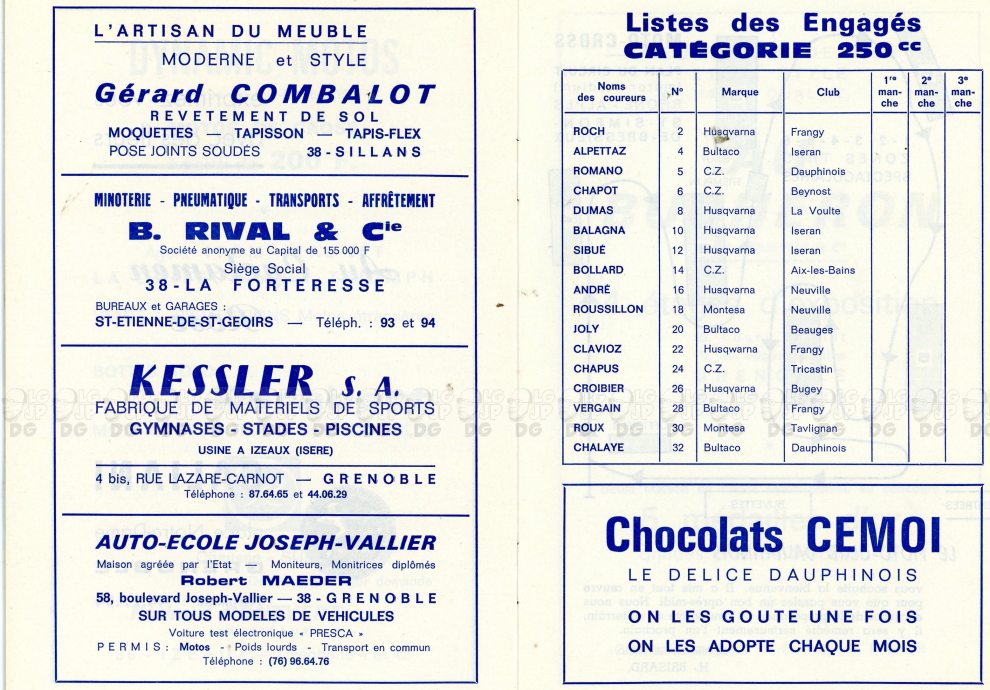 L'ARTISAN DU MEUBLE
MODERNE et STYLE
Gérard COMBALOT
REVETEMENT DE SOL
MOQUETTES — TAPISSON — TAPIS-FLEX
POSE JOINTS SOUDÉS 38 - SILLANS
MINOTERIE - PNEUMATIQUE - TRANSPORTS - AFFRÊTEMENT
B. RIVAL & Cie
Société anonyme au Capital de 155 000 F
Siège Social
38 - LA FORTERESSE
BUREAUX et GARAGES :
ST-ETIENNE-DE-ST-GEOIRS — Téléph. : 93 et 94
KESSLER S. A.
FABRIQUE DE MATERIELS DE SPORTS
GYMNASES - STADES - PISCINES
USINE A IZEAUX (ISERE)
4 bis, RUE LAZARE-CARNOT — GRENOBLE
Téléphone : 87.64.65 et 44.06.29
AUTO-ECOLE JOSEPH-VALLIER
Maison agréée par l'Etat — Moniteurs, Monitrices diplômés
Robert MAEDER
58, boulevard Joseph-Vallier — 38 - GRENOBLE
SUR TOUS MODELES DE VEHICULES
Voiture test électronique « PRESCA »
PERMIS : Motos - Poids lourds - Transport en commun
Téléphone : (76) 96.64.76
Listes des Engagés
CATÉGORIE 250 cc
Noms des coureurs N° Marque Club 1re man-che 2e man-che 3e man-che
ROCH 2 Husqvarna Frangy
ALPETTAZ 4 Bultaco Iseran
ROMANO 5 C.Z. Dauphinois
CHAPOT 6 C.Z. Beynost
DUMAS 8 Husqvarna La Voulte
BALAGNA 10 Husqvarna Iseran
SIBUÉ 12 Husqvarna Iseran
BOLLARD 14 C.Z. Aix-les-Bains
ANDRÉ 16 Husqvarna Neuville
ROUSSILLON 18 Montesa Neuville
JOLY 20 Bultaco Beauges
CLAVIOZ 22 Husqwarna Frangy
CHAPUS 24 C.Z. Tricastin
CROIBIER 26 Husqvarna Bugey
VERGAIN 28 Bultaco Frangy
ROUX 30 Montesa Tavlignan
CHALAYE 32 Bultaco Dauphinois
Chocolats CEMOI
LE DELICE DAUPHINOIS
ON LES GOUTE UNE FOIS
ON LES ADOPTE CHAQUE MOIS